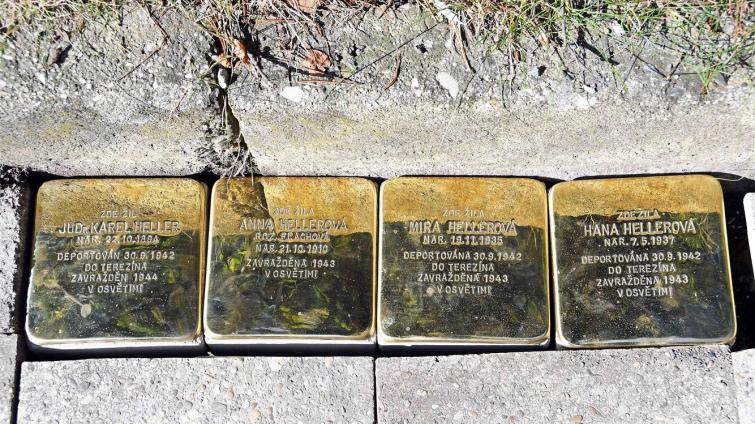 ZDE ŽIL
JUDr. KAREL HELLER
NAR. 22.10.1894
DEPORTOVÁN 30.9.1942
DO TEREZÍNA
ZAVRAŽDĚN 1944
V OSVĚTIMI
ZDE ŽILA
ANNA HELLEROVÁ
ROZ. FLACHOVÁ
NAR. 21.10.1910
ZAVRAŽDĚNA 1943
V OSVĚTIMI
ZDE ŽILA
MIRA HELLEROVÁ
NAR. 19.11.1935
DEPORTOVÁNA 30.9.1942
DO TEREZÍNA
ZAVRAŽDĚNA 1943
V OSVĚTIMI
ZDE ŽILA
HANA HELLEROVÁ
NAR. 7.5.1937
DEPORTOVÁNA 30.9.1942
DO TEREZÍNA
ZAVRAŽDĚNA 1943
V OSVĚTIMI